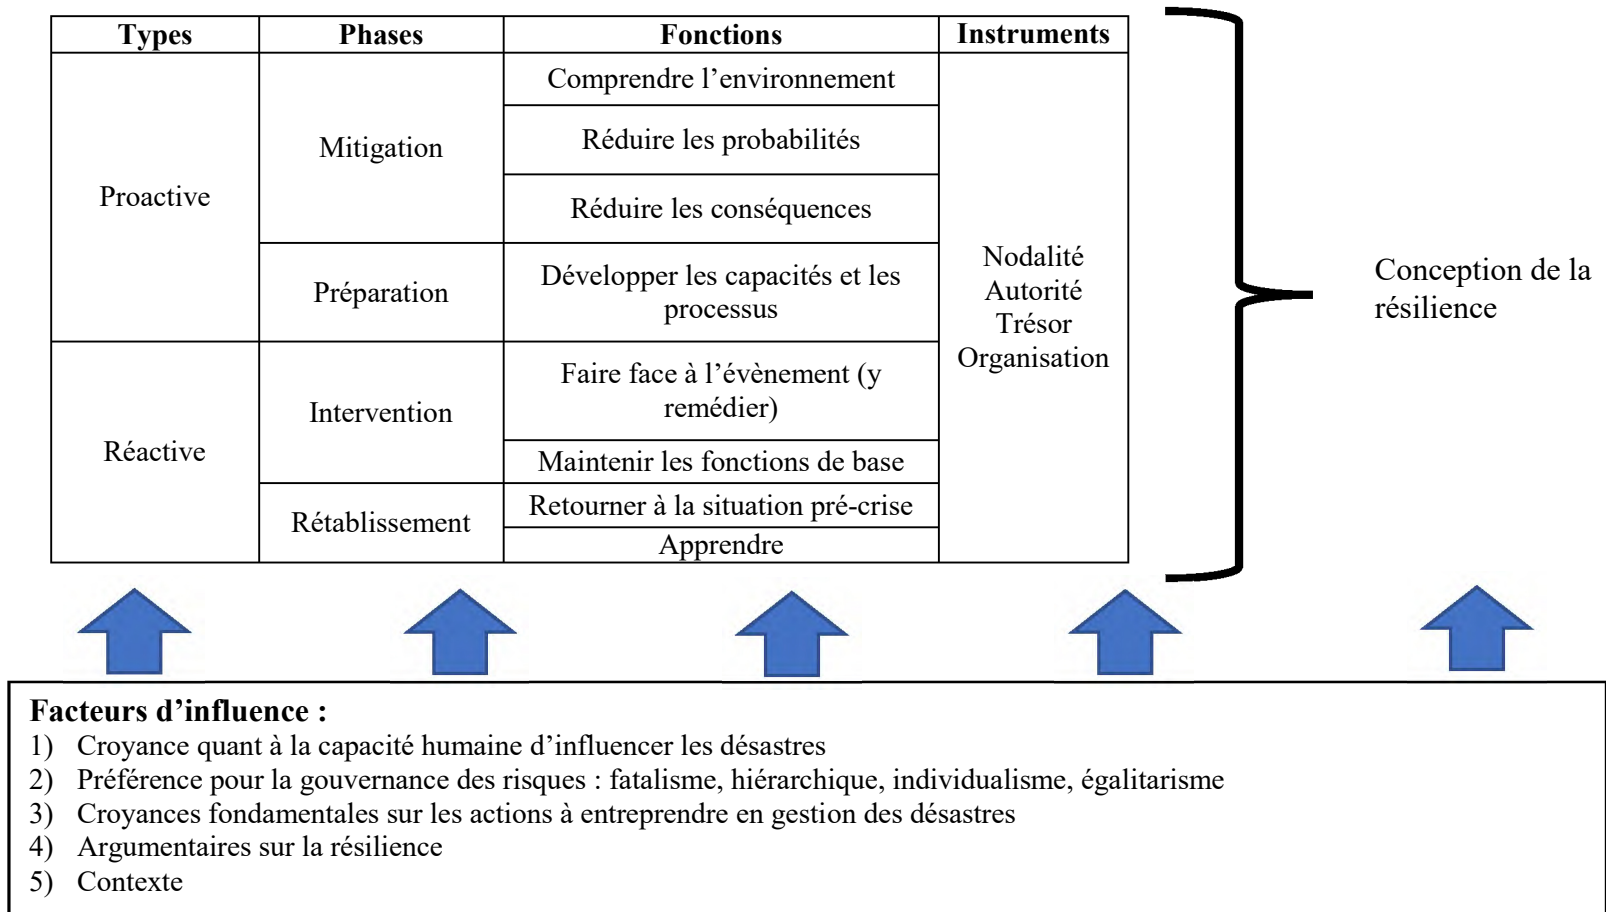 Types Phases Fonctions Instruments
Proactive
Mitigation
Comprendre l’environnement
Réduire les probabilités
Réduire les conséquences
Préparation
Développer les capacités et les
processus
Réactive
Intervention
Faire face à l’évènement (y
remédier)
Maintenir les fonctions de base
Rétablissement
Retourner à la situation pré-crise
Apprendre
Nodalité
Autorité
Trésor
Organisation
Conception de la
résilience
Facteurs d’influence :
1) Croyance quant à la capacité humaine d’influencer les désastres
2) Préférence pour la gouvernance des risques : fatalisme, hiérarchique, individualisme, égalitarisme
3) Croyances fondamentales sur les actions à entreprendre en gestion des désastres
4) Argumentaires sur la résilience
5) Contexte